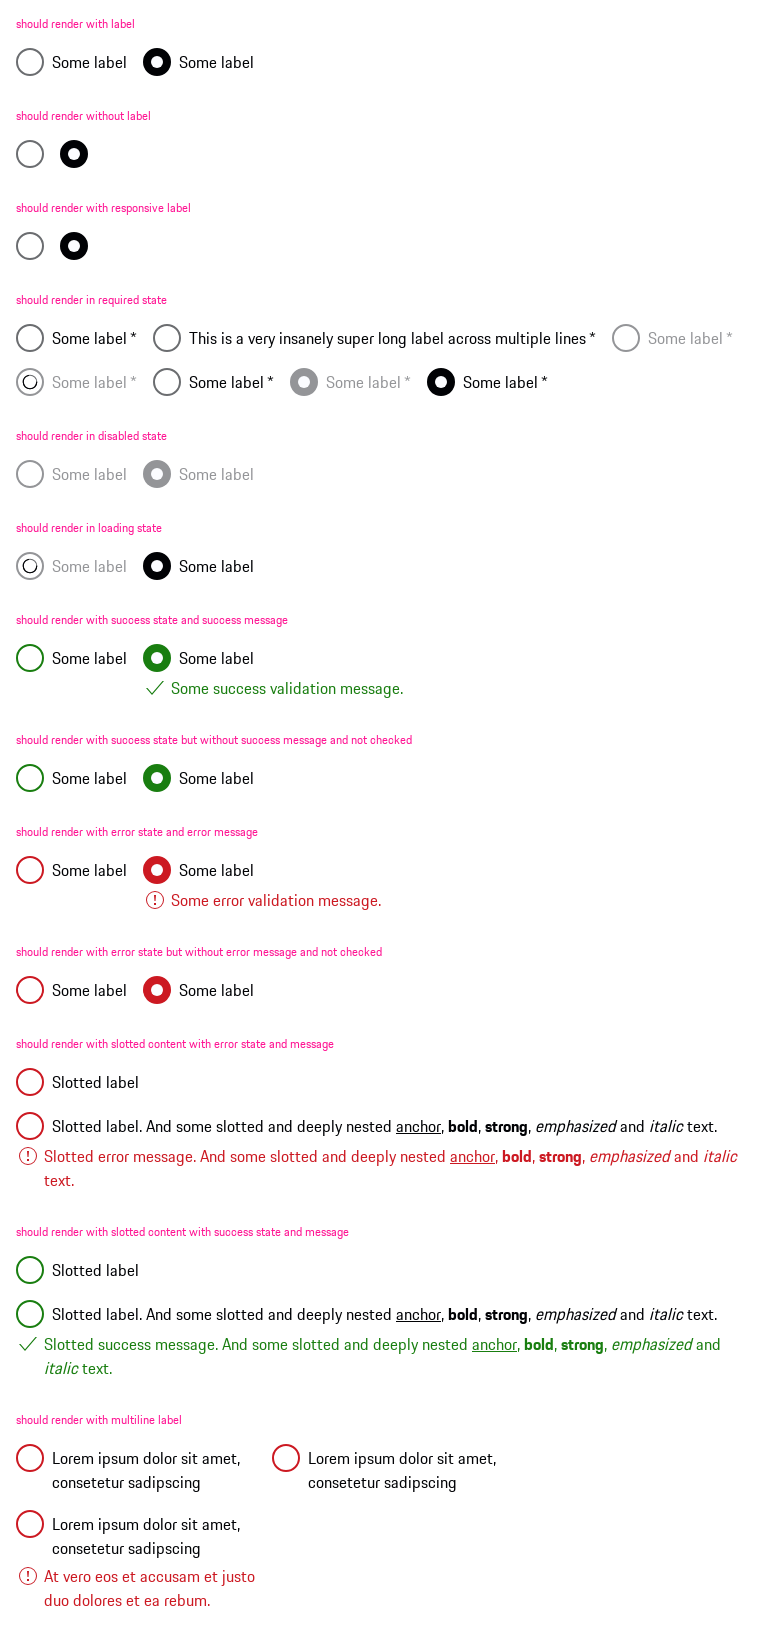 should render with label
Some label Some label
should render without label
should render with responsive label
should render in required state
Some label * This is a very insanely super long label across multiple lines * Some label *
Some label * Some label * Some label * Some label *
should render in disabled state
Some label Some label
should render in loading state
Some label Some label
should render with success state and success message
Some label Some label
Some success validation message.
should render with success state but without success message and not checked
Some label Some label
should render with error state and error message
Some label Some label
Some error validation message.
should render with error state but without error message and not checked
Some label Some label
should render with slotted content with error state and message
Slotted label
Slotted label. And some slotted and deeply nested anchor, bold, strong, emphasized and italic text.
Slotted error message. And some slotted and deeply nested anchor, bold, strong, emphasized and italic
text.
should render with slotted content with success state and message
Slotted label
Slotted label. And some slotted and deeply nested anchor, bold, strong, emphasized and italic text.
Slotted success message. And some slotted and deeply nested anchor, bold, strong, emphasized and
italic text.
should render with multiline label
Lorem ipsum dolor sit amet, Lorem ipsum dolor sit amet,
consetetur sadipscing consetetur sadipscing
Lorem ipsum dolor sit amet,
consetetur sadipscing
At vero eos et accusam et justo
duo dolores et ea rebum.